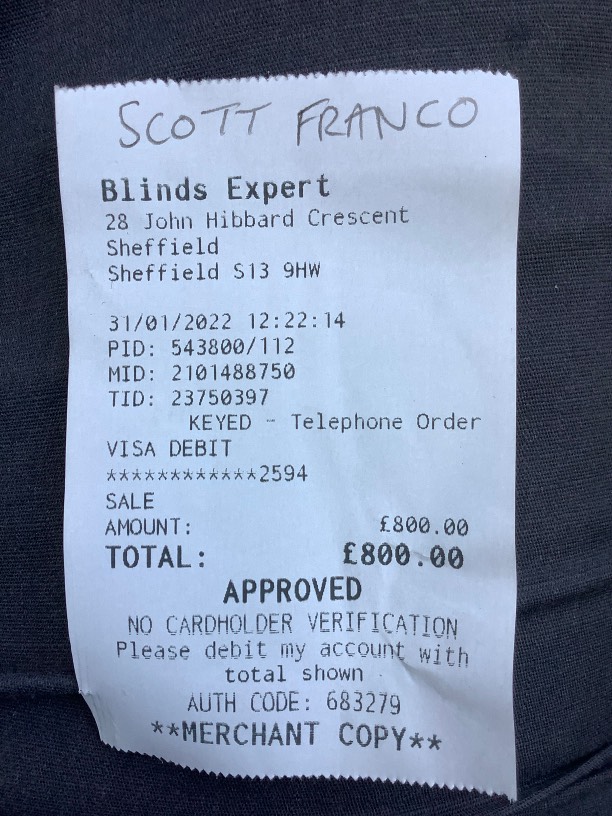 SCOTT FRANCO
Blinds Expert
28 John Hibbard Crescent
Sheffield
Sheffield S13 9HW
31/01/2022 12:22:14
PID: 543800/112
MID: 2101488750
TID: 23750397
KEYED - Telephone Order
VISA DEBIT
************2594
SALE
AMOUNT: £800.00
TOTAL: £800.00
APPROVED
NO CARDHOLDER VERIFICATION
Please debit my account with
total shown
AUTH CODE: 683279
**MERCHANT COPY**